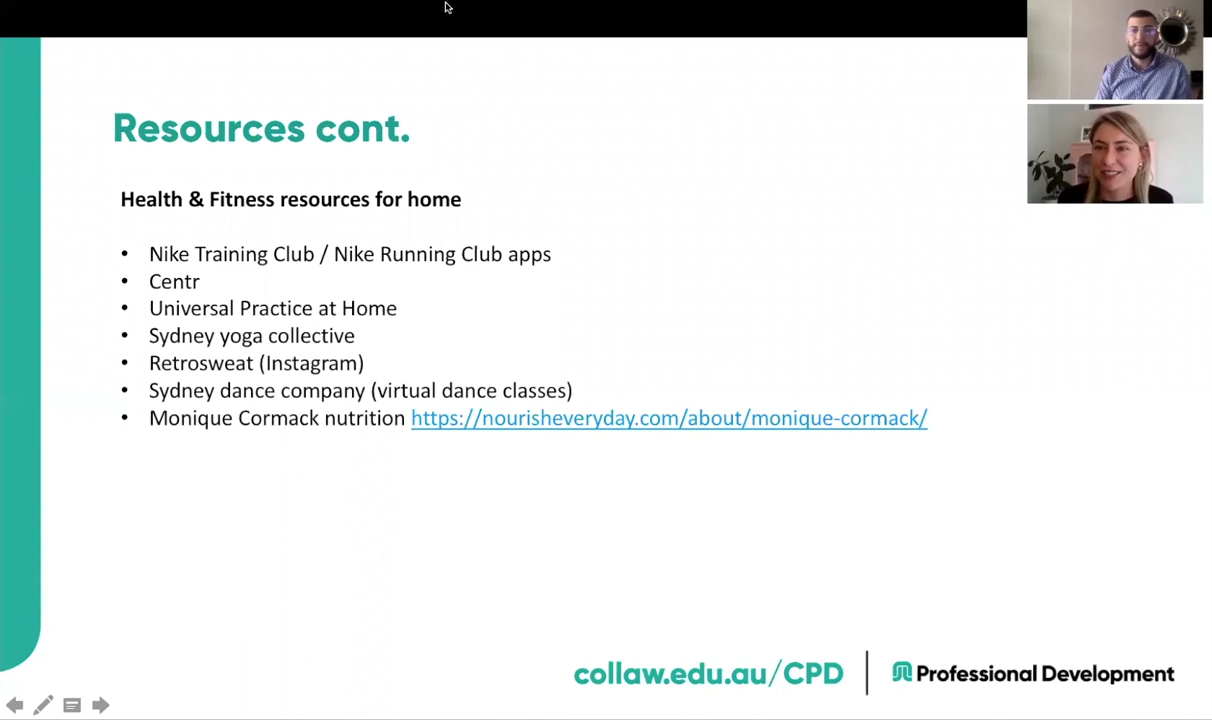 Resources cont.
Health & Fitness resources for home
• Nike Training Club / Nike Running Club apps
• Centr
• Universal Practice at Home
• Sydney yoga collective
• Retrosweat (Instagram)
• Sydney dance company (virtual dance classes)
• Monique Cormack nutrition https://nourisheveryday.com/about/monique-cormack/
collaw.edu.au/CPD
Professional Development